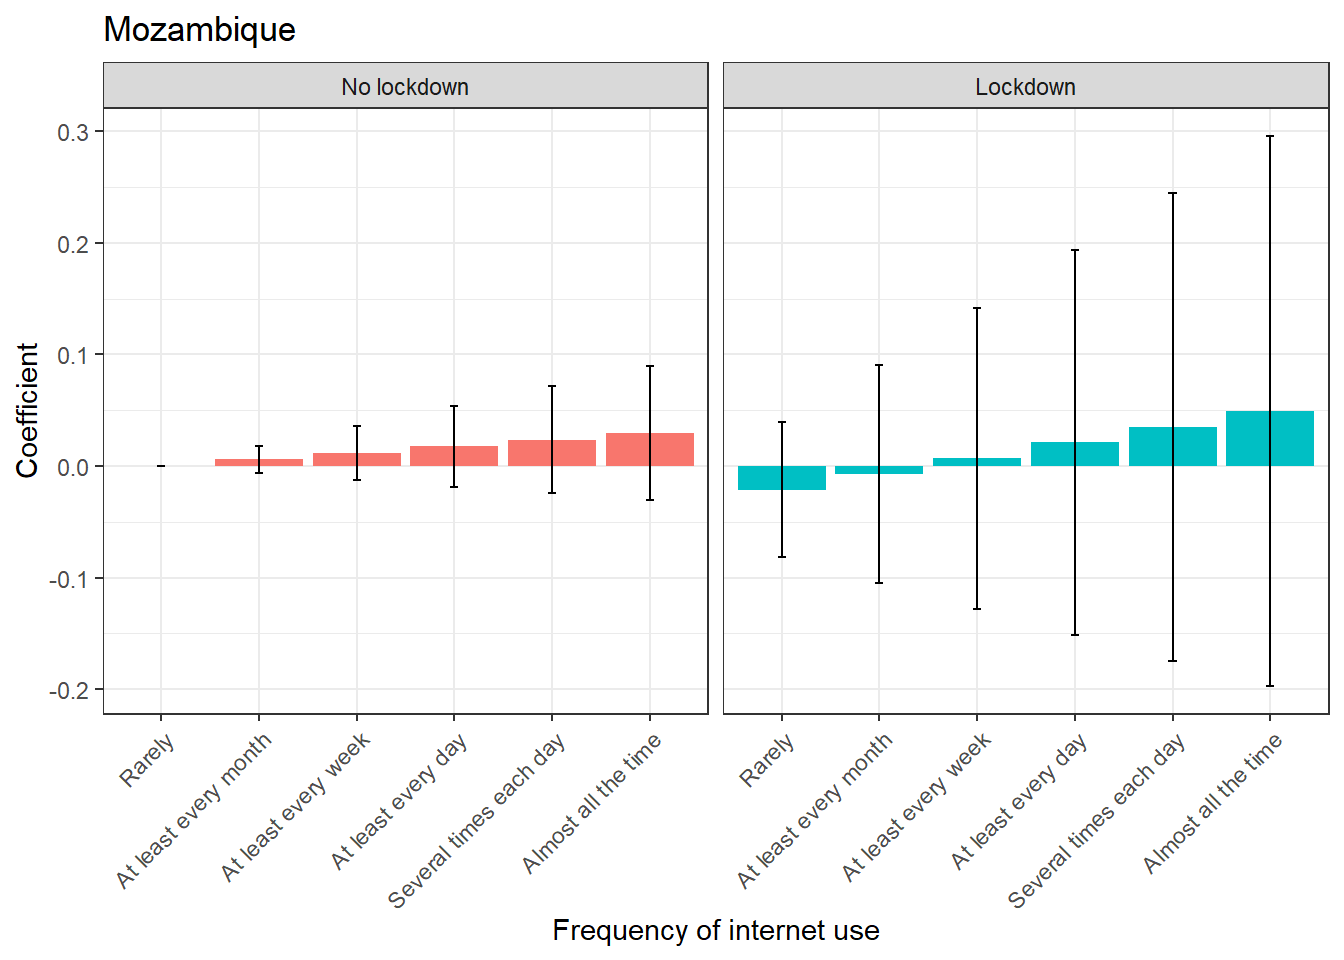 Mozambique
No lockdown
Lockdown
Coefficient
0.3
0.2
0.1
0.0
-0.1
-0.2
Rarely
At least every month
At least every week
At least every day
Several times each day
Almost all the time
Rarely
At least every month
At least every week
At least every day
Several times each day
Almost all the time
Frequency of internet use